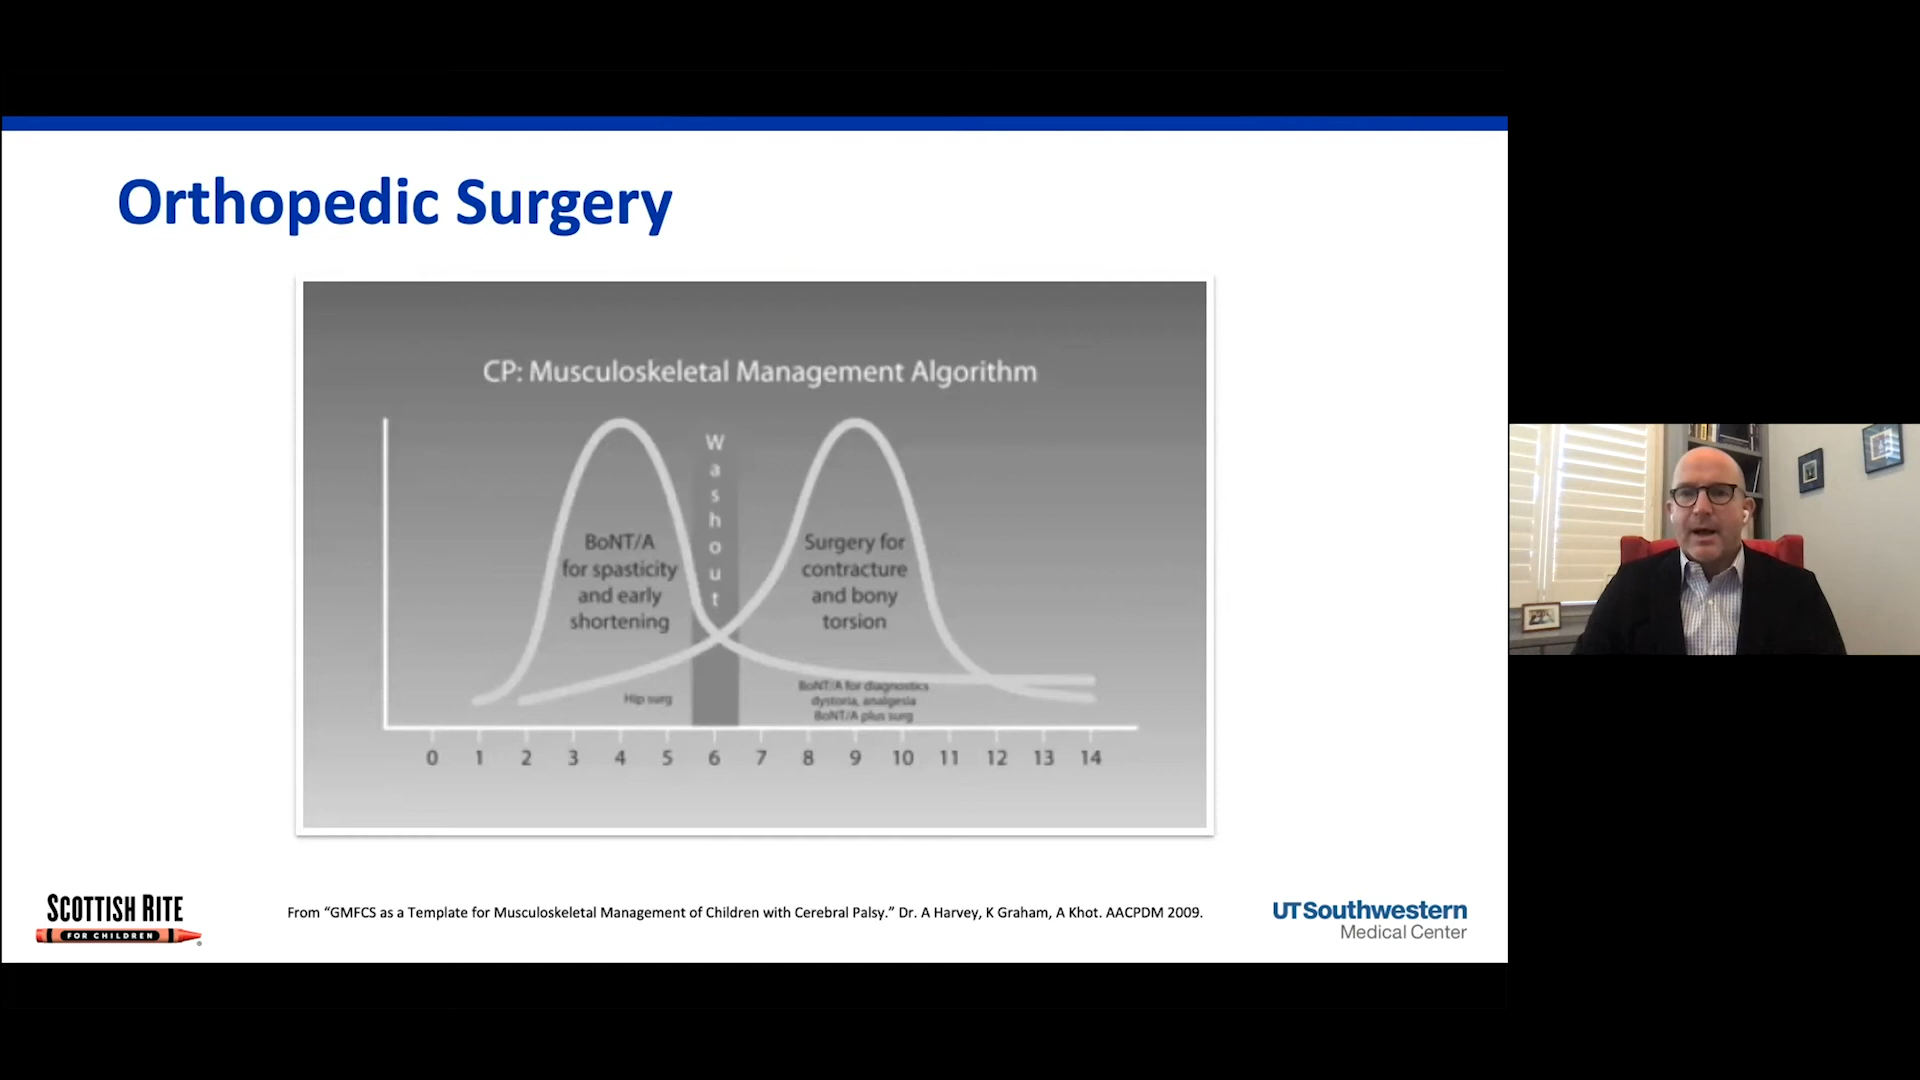 Orthopedic Surgery
CP: Musculoskeletal Management Algorithm
Washout
BoNT/A
for spasticity
and early
shortening
Surgery for
contracture
and bony
torsion
Hip surg
BoNT/A for diagnostics
dystoria, analgesia
BoNT/A plus surg
0 1 2 3 4 5 6 7 8 9 10 11 12 13 14
SCOTTISH RITE
FOR CHILDREN
From “GMFCS as a Template for Musculoskeletal Management of Children with Cerebral Palsy.” Dr. A Harvey, K Graham, A Khot. AACPDM 2009.
UTSouthwestern
Medical Center